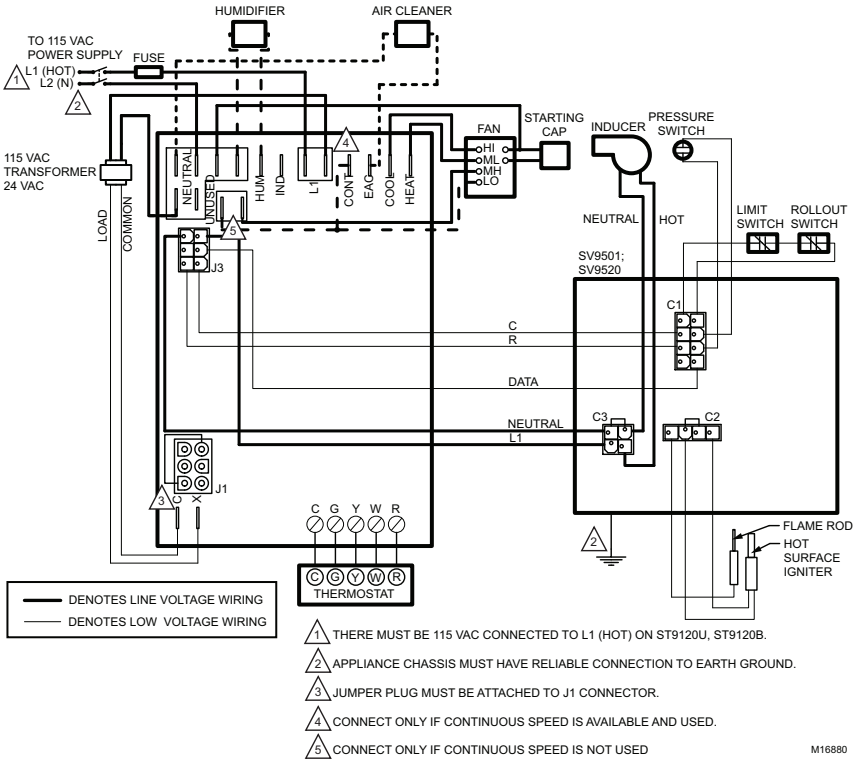 HUMIDIFIER
AIR CLEANER
TO 115 VAC
POWER SUPPLY
FUSE
L1 (HOT)
L2 (N)
1
2
115 VAC
TRANSFORMER
24 VAC
LOAD
COMMON
NEUTRAL
UNUSED
HUM
IND
L1
4
CONT
EAC
COOL
HEAT
5
FAN
HI
ML
MH
LO
STARTING
CAP
INDUCER
PRESSURE
SWITCH
NEUTRAL
HOT
LIMIT
SWITCH
ROLLOUT
SWITCH
SV9501;
SV9520
J3
C1
C
R
DATA
NEUTRAL
L1
C3
C2
J1
3
C
X
C G Y W R
C G Y W R
THERMOSTAT
2
FLAME ROD
HOT
SURFACE
IGNITER
DENOTES LINE VOLTAGE WIRING
DENOTES LOW VOLTAGE WIRING
1 THERE MUST BE 115 VAC CONNECTED TO L1 (HOT) ON ST9120U, ST9120B.
2 APPLIANCE CHASSIS MUST HAVE RELIABLE CONNECTION TO EARTH GROUND.
3 JUMPER PLUG MUST BE ATTACHED TO J1 CONNECTOR.
4 CONNECT ONLY IF CONTINUOUS SPEED IS AVAILABLE AND USED.
5 CONNECT ONLY IF CONTINUOUS SPEED IS NOT USED
M16880